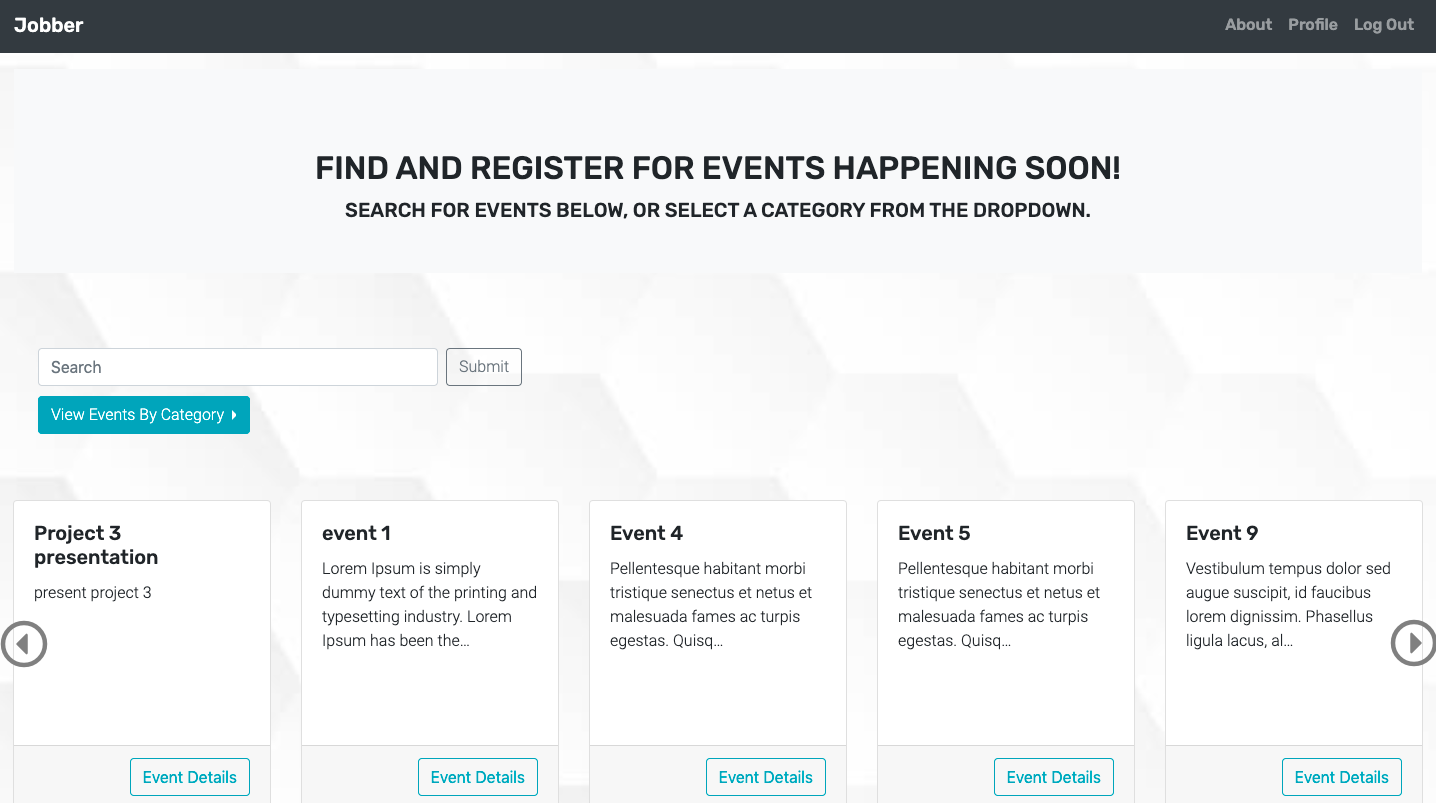 Jobber
About Profile Log Out
FIND AND REGISTER FOR EVENTS HAPPENING SOON!
SEARCH FOR EVENTS BELOW, OR SELECT A CATEGORY FROM THE DROPDOWN.
Search
Submit
View Events By Category
Project 3
presentation
present project 3
Event Details
event 1
Lorem Ipsum is simply
dummy text of the printing and
typesetting industry. Lorem
Ipsum has been the...
Event Details
Event 4
Pellentesque habitant morbi
tristique senectus et netus et
malesuada fames ac turpis
egestas. Quisq...
Event Details
Event 5
Pellentesque habitant morbi
tristique senectus et netus et
malesuada fames ac turpis
egestas. Quisq...
Event Details
Event 9
Vestibulum tempus dolor sed
augue suscipit, id faucibus
lorem dignissim. Phasellus
ligula lacus, al...
Event Details